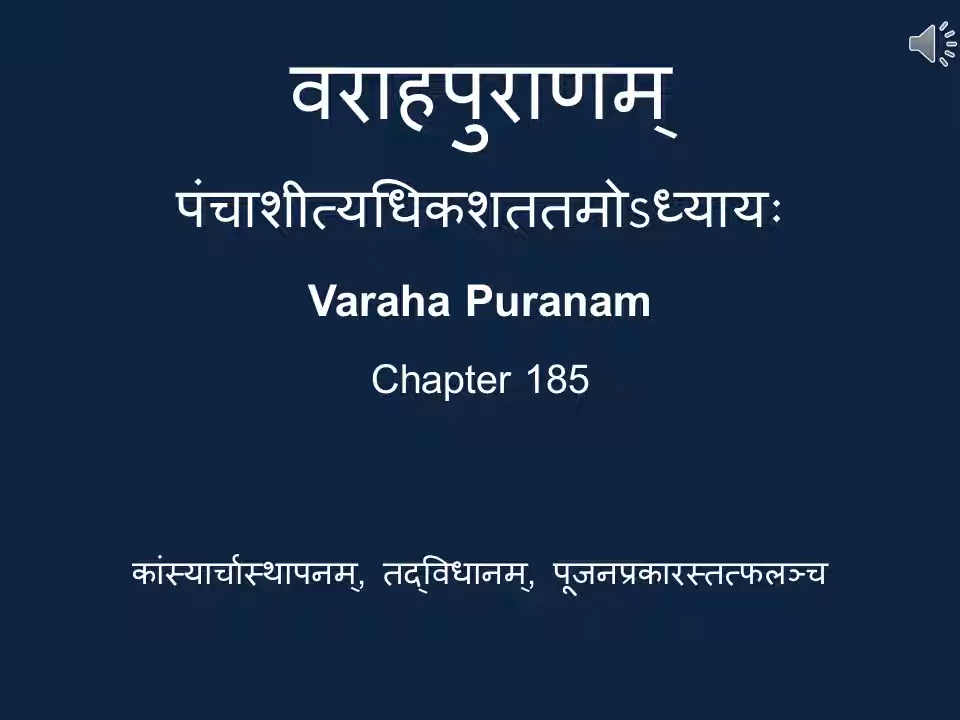 वराहपुराणम्
पंचाशीत्यधिकशततमोऽध्यायः
Varaha Puranam
Chapter 185
कांस्यार्चास्थापनम्, तद्विधानम्, पूजनप्रकारस्तत्फलञ्च